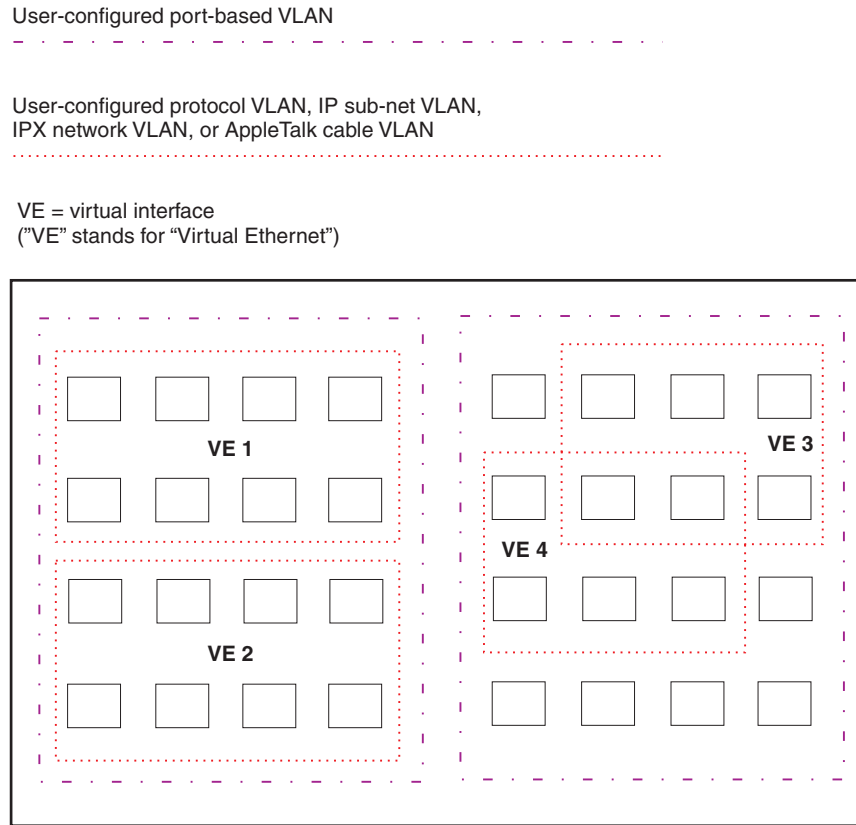 User-configured port-based VLAN
User-configured protocol VLAN, IP sub-net VLAN,
IPX network VLAN, or AppleTalk cable VLAN
VE = virtual interface
(”VE” stands for “Virtual Ethernet”)
VE 1
VE 3
VE 4
VE 2